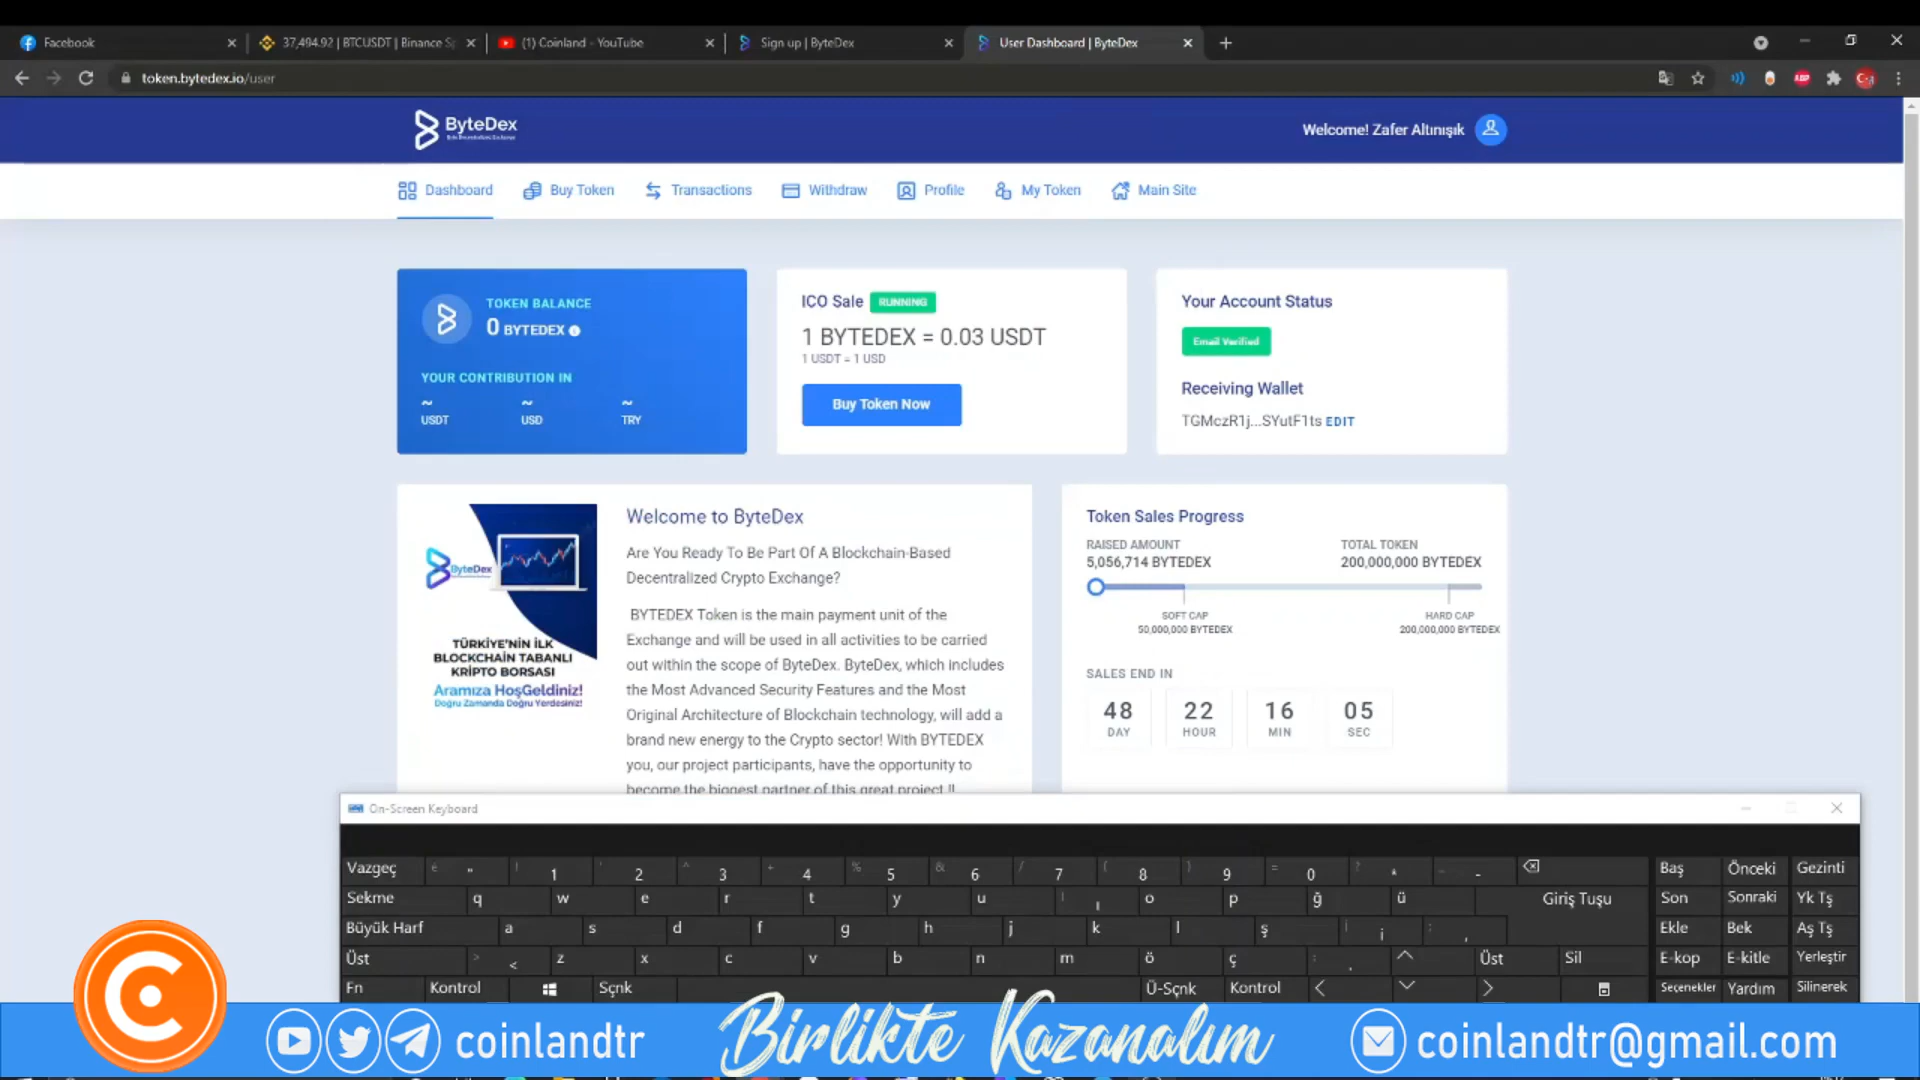 Facebook
37,494.92 | BTCUSDT | Binance Sp
(1) Coinland - YouTube
Sign up | ByteDex
User Dashboard | ByteDex
token.bytedex.io/user
ByteDex
Welcome! Zafer Altınışık
Dashboard
Buy Token
Transactions
Withdraw
Profile
My Token
Main Site
TOKEN BALANCE
0 BYTEDEX
YOUR CONTRIBUTION IN
~ ~ ~
USDT USD TRY
ICO Sale RUNNING
1 BYTEDEX = 0.03 USDT
1 USDT = 1 USD
Buy Token Now
Your Account Status
Email Verified
Receiving Wallet
TGMczR1j...SYutF1ts EDIT
ByteDex
TÜRKİYE'NİN İLK
BLOCKCHAİN TABANLI
KRİPTO BORSASI
Aramıza HoşGeldiniz!
Doğru Zamanda Doğru Yerdesiniz!
Welcome to ByteDex
Are You Ready To Be Part Of A Blockchain-Based
Decentralized Crypto Exchange?
BYTEDEX Token is the main payment unit of the
Exchange and will be used in all activities to be carried
out within the scope of ByteDex. ByteDex, which includes
the Most Advanced Security Features and the Most
Original Architecture of Blockchain technology, will add a
brand new energy to the Crypto sector! With BYTEDEX
you, our project participants, have the opportunity to
become the biggest partner of this great project !!
Token Sales Progress
RAISED AMOUNT TOTAL TOKEN
5,056,714 BYTEDEX 200,000,000 BYTEDEX
SOFT CAP HARD CAP
50,000,000 BYTEDEX 200,000,000 BYTEDEX
SALES END IN
48 22 16 05
DAY HOUR MIN SEC
On-Screen Keyboard
Vazgeç é " ! 1 ' 2 ^ 3 + 4 % 5 & 6 / 7 ( 8 ) 9 = 0 ? * _ - Baş Önceki Gezinti
Sekme q w e r t y u ı o p ğ ü Giriş Tuşu Son Sonraki Yk Tş
Büyük Harf a s d f g h j k l ş i ; , Ekle Bek Aş Tş
Üst > < z x c v b n m ö ç : . Üst Sil E-kop E-kitle Yerleştir
Fn Kontrol Sçnk Ü-Sçnk Kontrol Seçenekler Yardım Silinerek
coinlandtr
Birlikte Kazanalım
coinlandtr@gmail.com